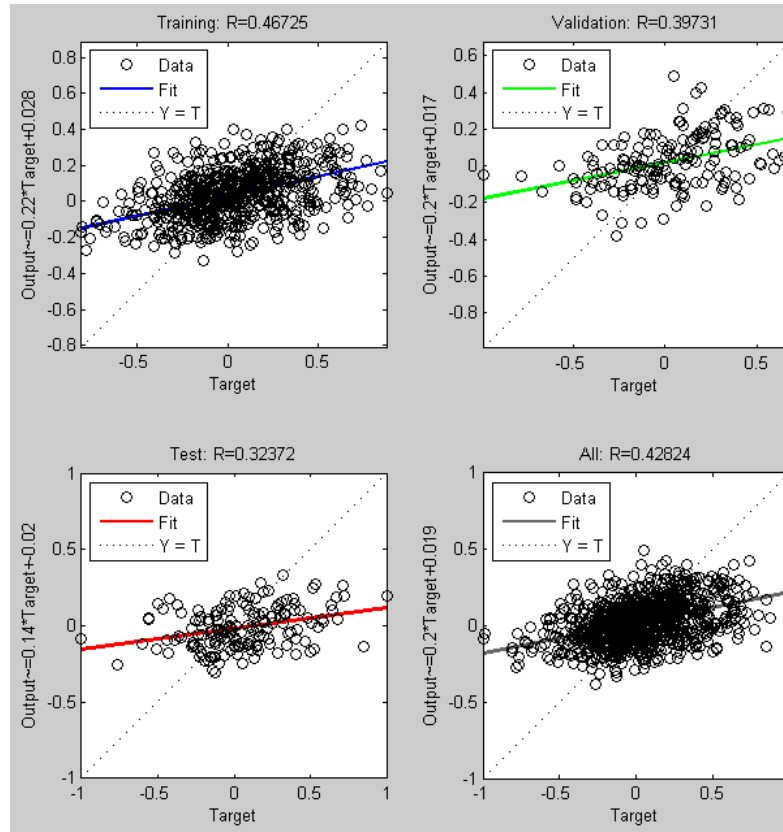 Training: R=0.46725
Data
Fit
Y = T
0.8
0.6
0.4
0.2
0
-0.2
-0.4
-0.6
-0.8
-0.5
0
0.5
Target
Output~=0.22*Target+0.028
Validation: R=0.39731
Data
Fit
Y = T
0.6
0.4
0.2
0
-0.2
-0.4
-0.6
-0.8
-0.5
0
0.5
Target
Output~=0.2*Target+0.017
Test: R=0.32372
Data
Fit
Y = T
1
0.5
0
-0.5
-1
-1
-0.5
0
0.5
1
Target
Output~=0.14*Target+-0.02
All: R=0.42824
Data
Fit
Y = T
1
0.5
0
-0.5
-1
-1
-0.5
0
0.5
Target
Output~=0.2*Target+0.019